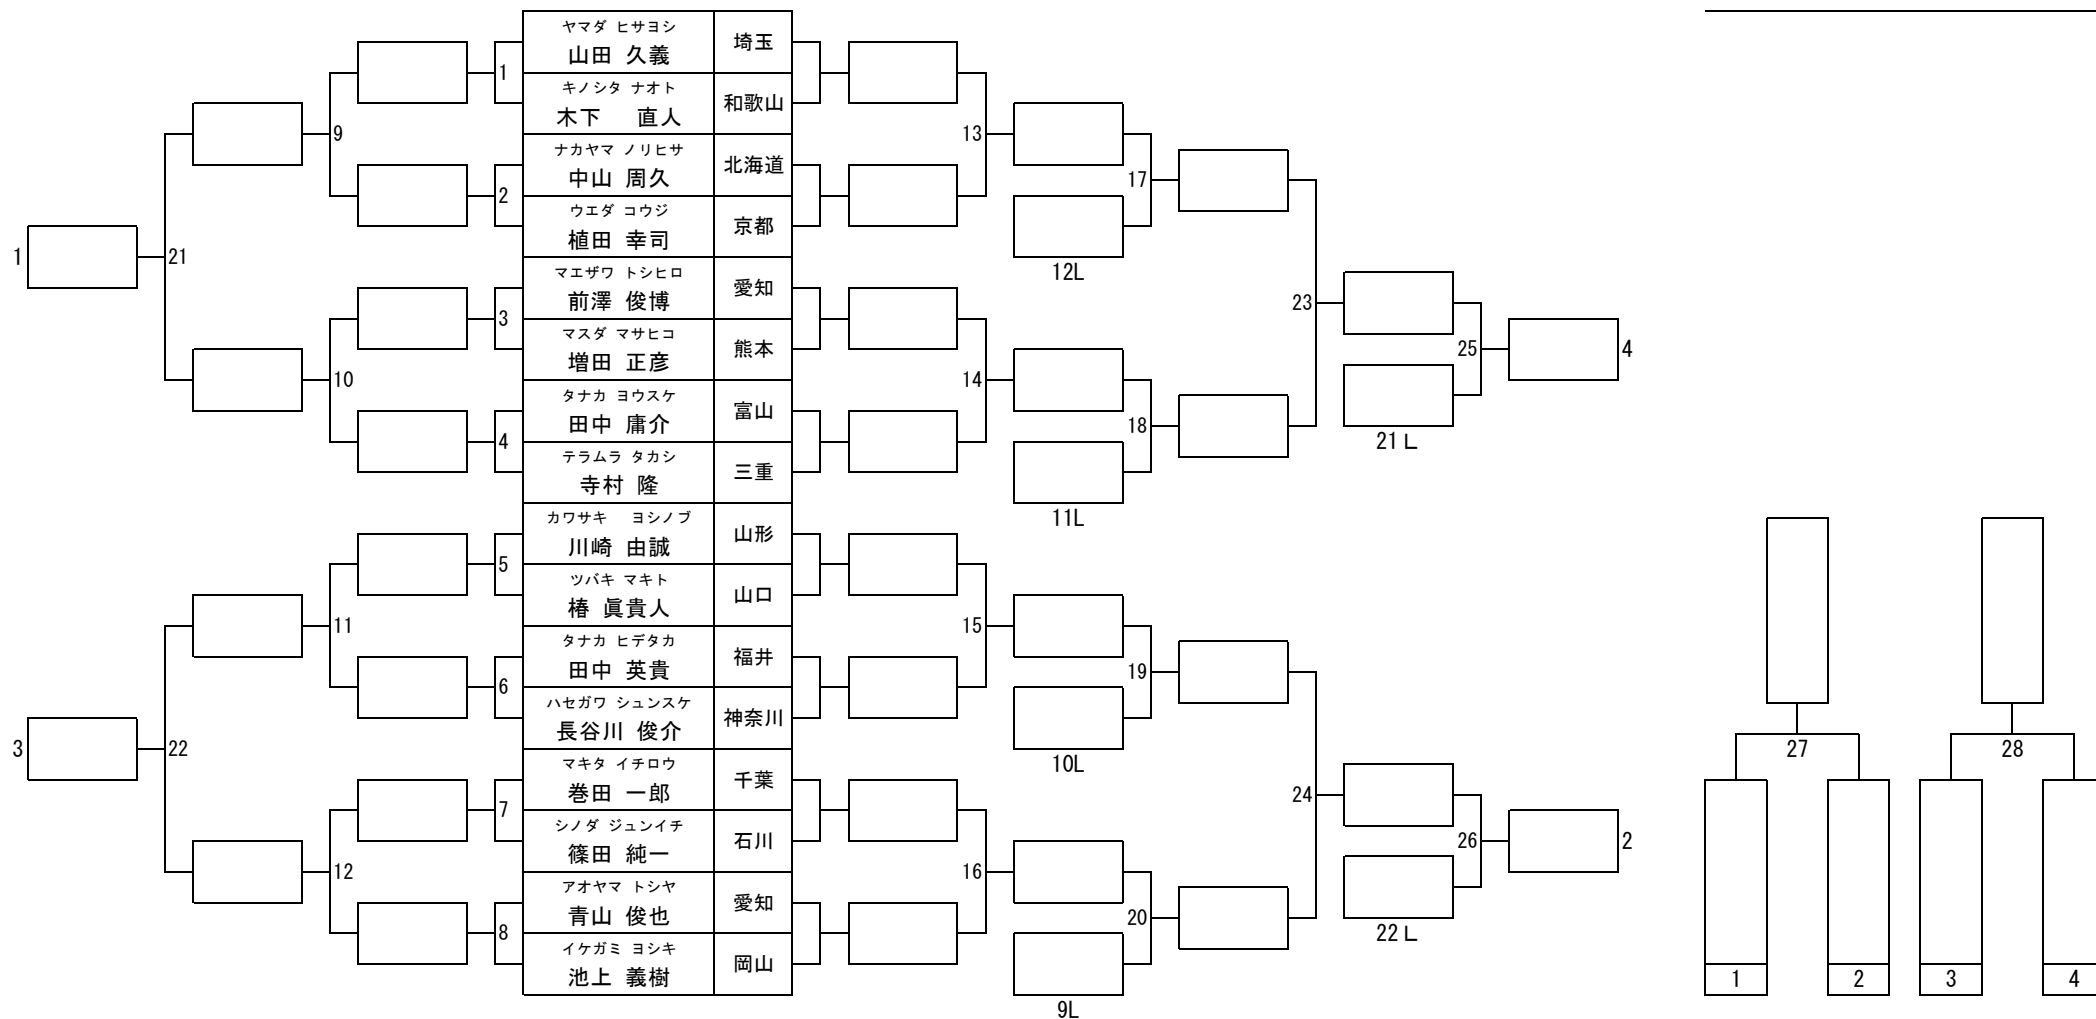 ヤマダ ヒサヨシ
山田 久義 埼玉
1
キノシタ ナオト
木下 直人 和歌山
9
13
ナカヤマ ノリヒサ
中山 周久 北海道
2
17
ウエダ コウジ
植田 幸司 京都
1
21
12L
マエザワ トシヒロ
前澤 俊博 愛知
3
23
マスダ マサヒコ
増田 正彦 熊本
25
4
10
14
タナカ ヨウスケ
田中 庸介 富山
4
18
21 L
テラムラ タカシ
寺村 隆 三重
11L
カワサキ ヨシノブ
川崎 由誠 山形
5
ツバキ マキト
椿 眞貴人 山口
11
15
タナカ ヒデタカ
田中 英貴 福井
6
19
ハセガワ シュンスケ
長谷川 俊介 神奈川
3
22
27
28
10L
マキタ イチロウ
巻田 一郎 千葉
7
24
シノダ ジュンイチ
篠田 純一 石川
26
2
12
16
アオヤマ トシヤ
青山 俊也 愛知
8
20
22 L
イケガミ ヨシキ
池上 義樹 岡山
1 2 3 4
9L